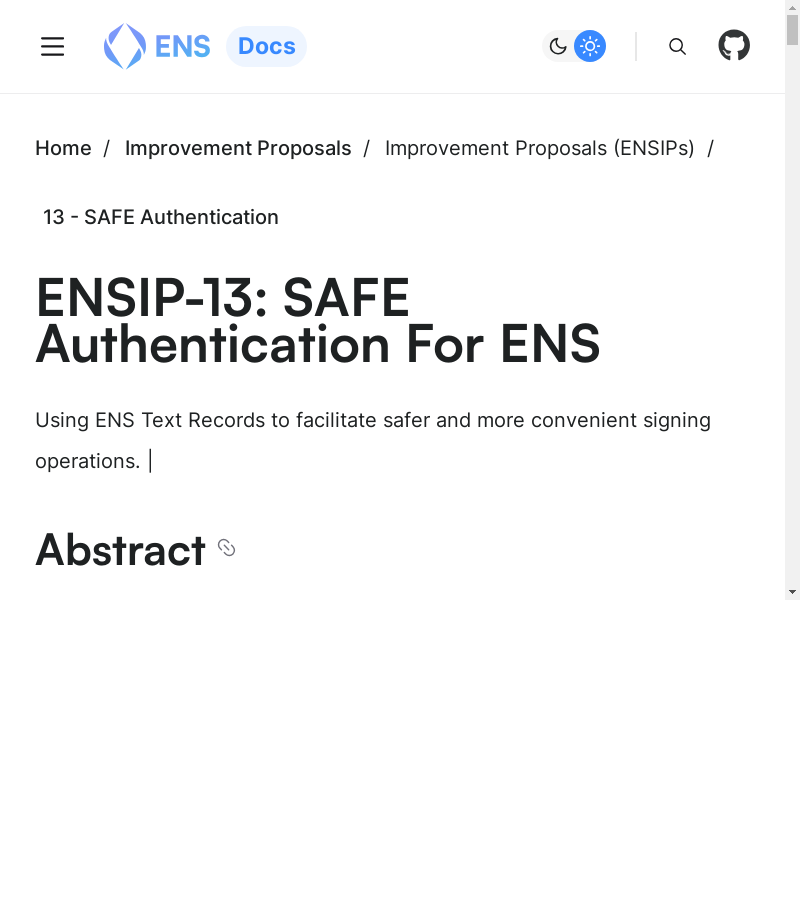 ENS Docs
Home / Improvement Proposals / Improvement Proposals (ENSIPs) /
13 - SAFE Authentication
ENSIP-13: SAFE
Authentication For ENS
Using ENS Text Records to facilitate safer and more convenient signing
operations. |
Abstract